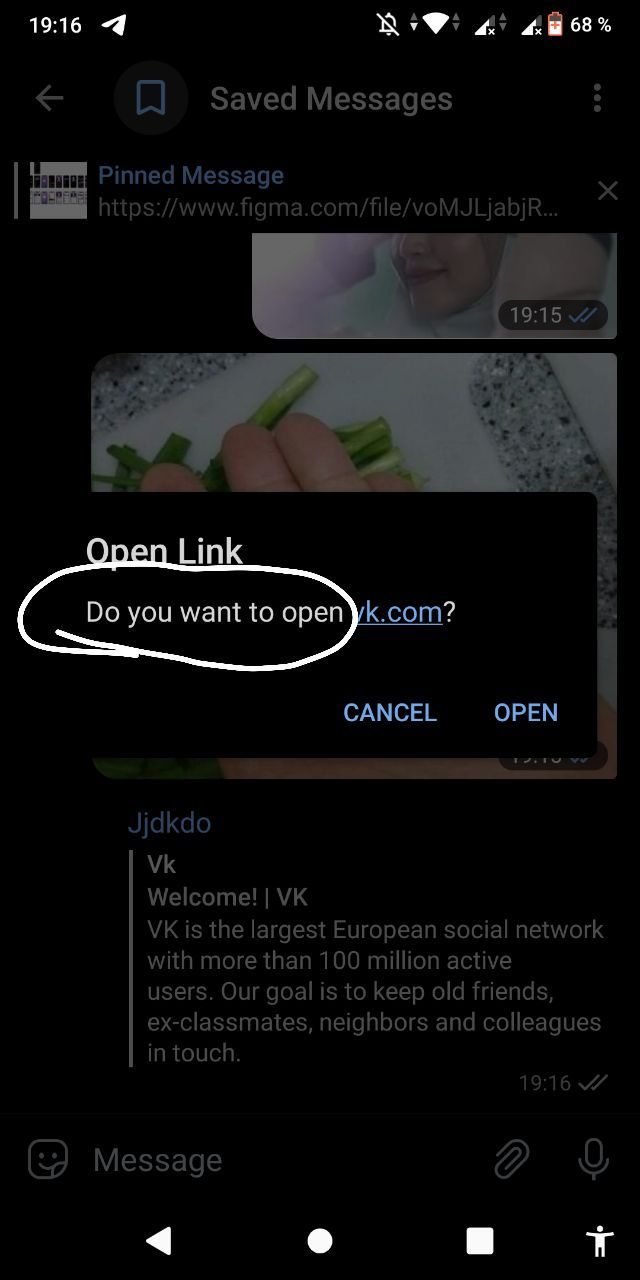 19:16
68 %
Saved Messages
Pinned Message
https://www.figma.com/file/voMJLjabjR...
19:15
Open Link
Do you want to open vk.com?
CANCEL
OPEN
Jjdkdo
Vk
Welcome! | VK
VK is the largest European social network
with more than 100 million active
users. Our goal is to keep old friends,
ex-classmates, neighbors and colleagues
in touch.
19:16
Message